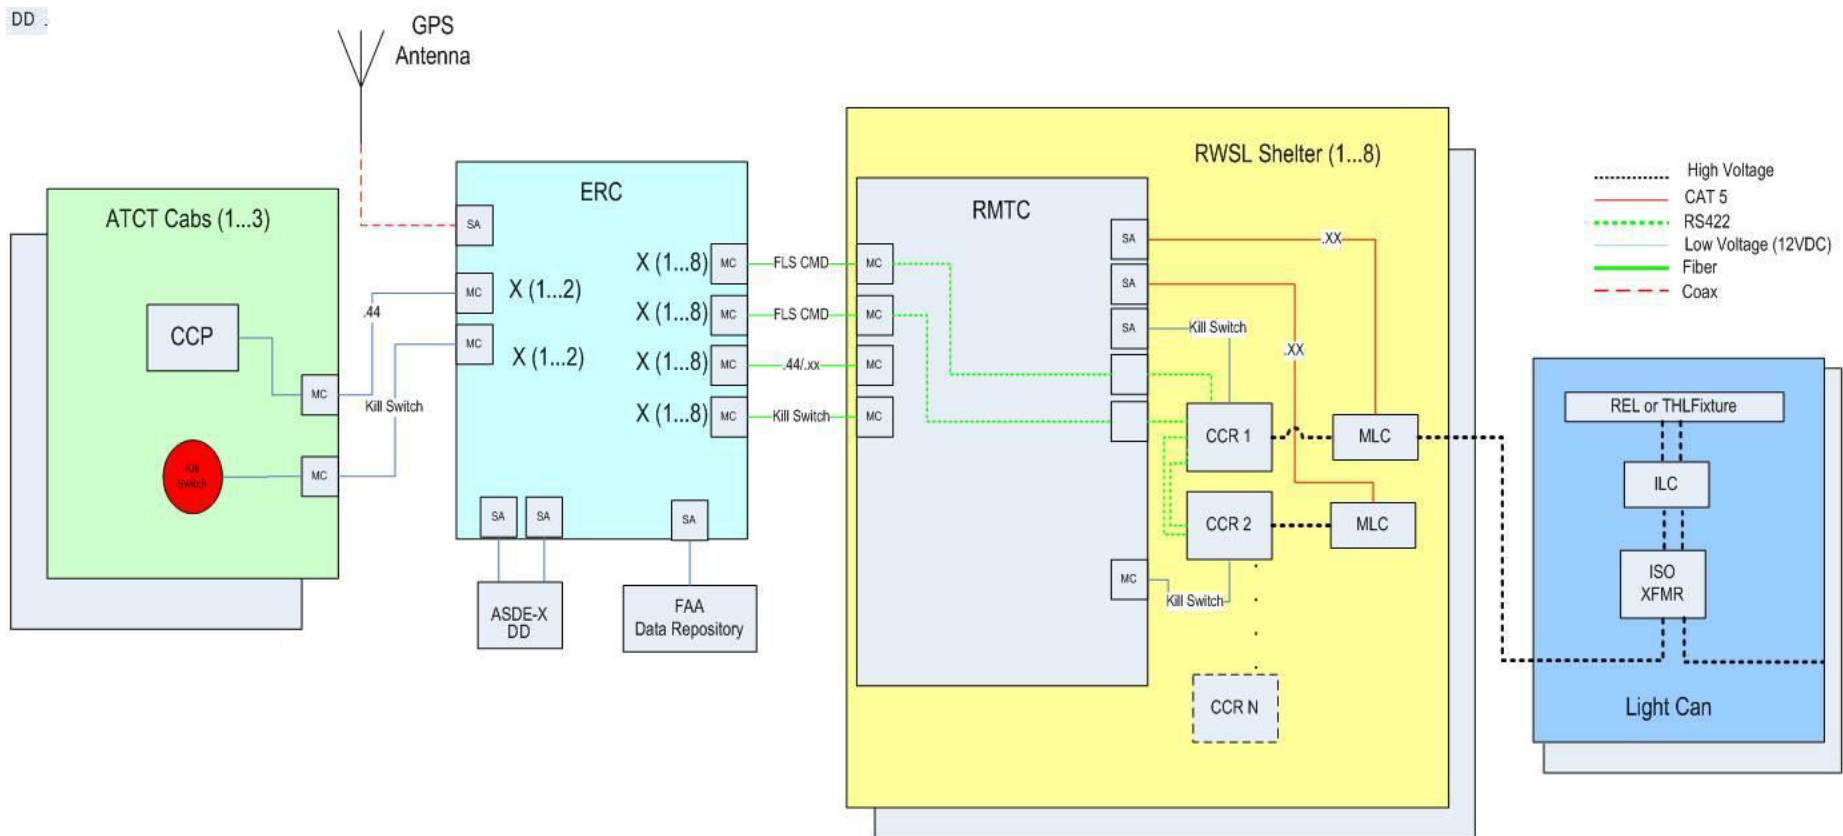 DD .
GPS
Antenna
ATCT Cabs (1...3)
CCP
Kill
Switch
MC
MC
.44
Kill Switch
ERC
SA
MC
X (1...2)
MC
X (1...2)
X (1...8)
MC
X (1...8)
MC
X (1...8)
MC
X (1...8)
MC
SA
SA
SA
ASDE-X
DD
FAA
Data Repository
FLS CMD
FLS CMD
.44/.xx
Kill Switch
RWSL Shelter (1...8)
RMTC
MC
MC
MC
MC
SA
SA
SA
MC
.XX
.XX
Kill Switch
Kill Switch
CCR 1
MLC
CCR 2
MLC
CCR N
High Voltage
CAT 5
RS422
Low Voltage (12VDC)
Fiber
Coax
REL or THLFixture
ILC
ISO
XFMR
Light Can